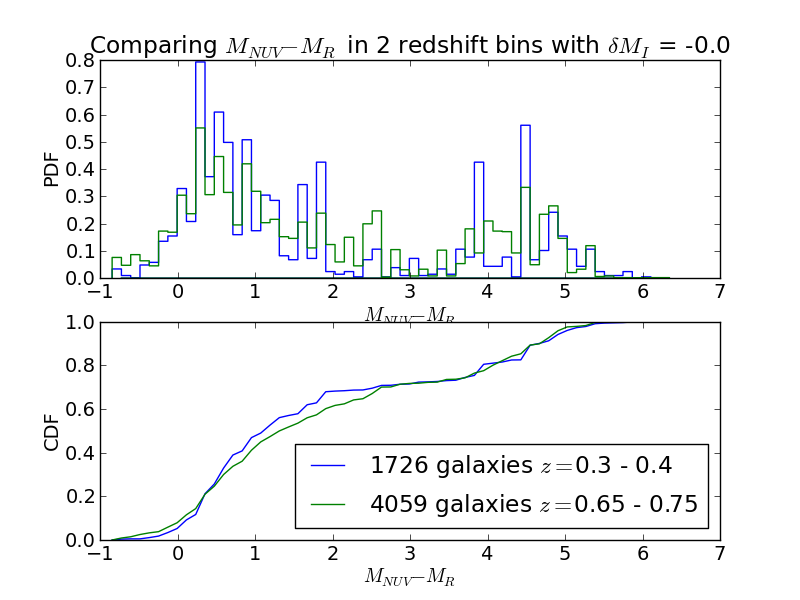 Comparing M_NUV−M_R in 2 redshift bins with δM_I = -0.0
0.8
0.7
0.6
0.5
0.4
0.3
0.2
0.1
0.0
PDF
−1 0 1 2 3 4 5 6 7
M_NUV−M_R
1.0
0.8
0.6
0.4
0.2
0.0
CDF
1726 galaxies z=0.3 - 0.4
4059 galaxies z=0.65 - 0.75
−1 0 1 2 3 4 5 6 7
M_NUV−M_R